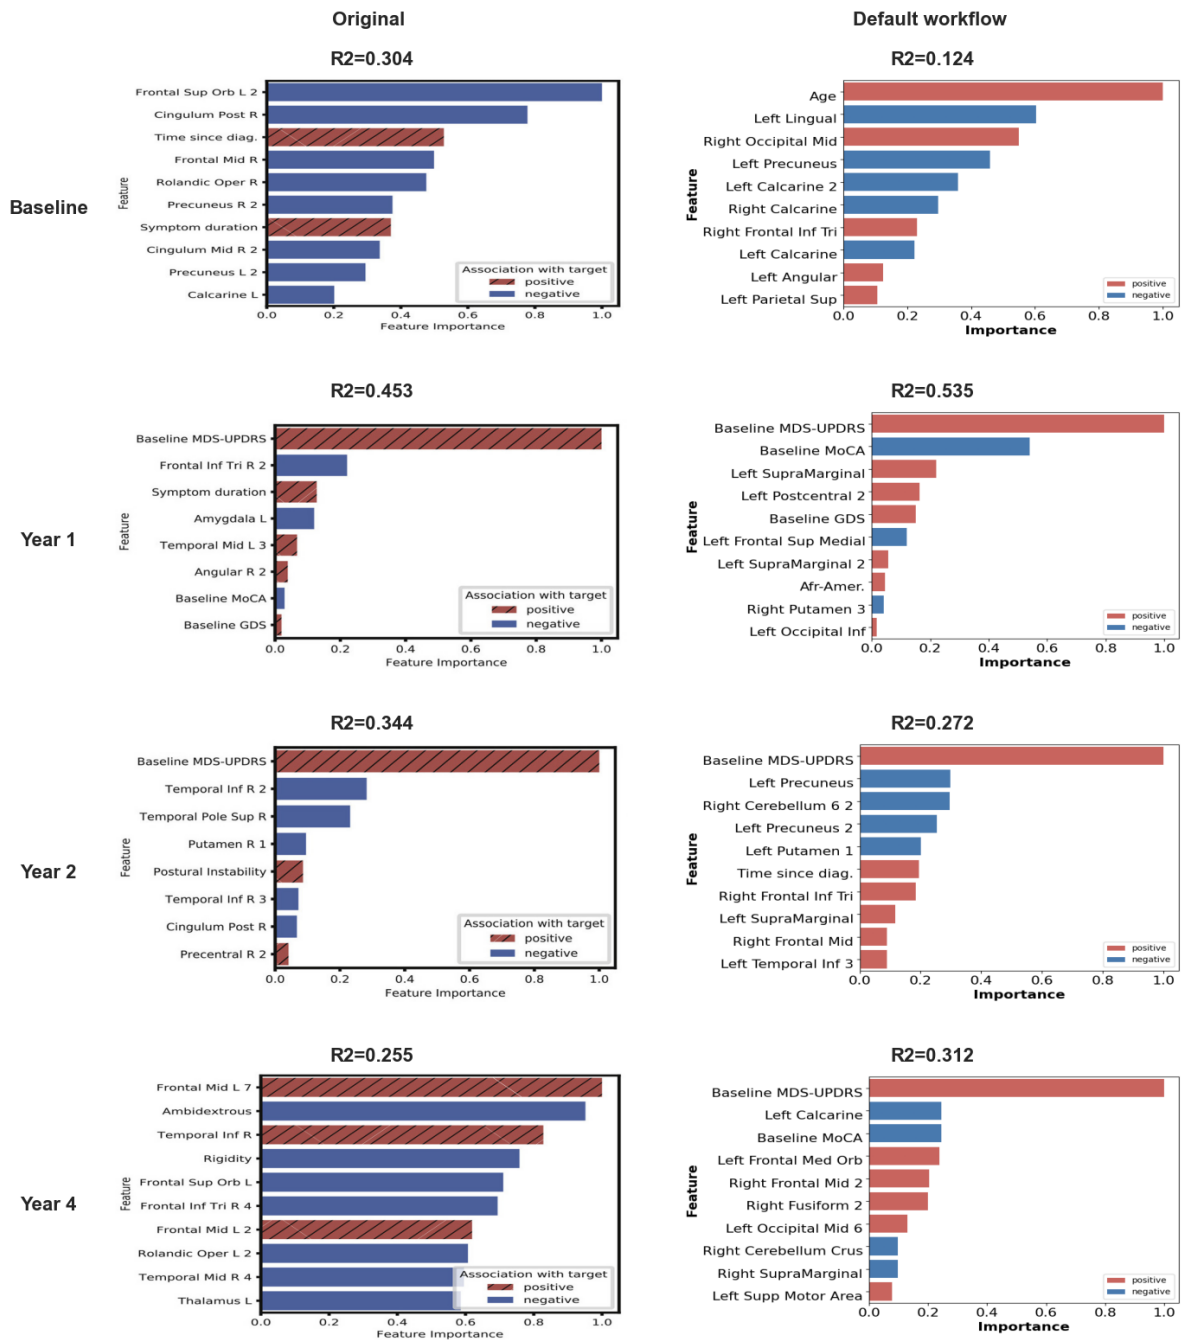 Original
Default workflow
Baseline
R2=0.304
Feature
Frontal Sup Orb L 2
Cingulum Post R
Time since diag.
Frontal Mid R
Rolandic Oper R
Precuneus R 2
Symptom duration
Cingulum Mid R 2
Precuneus L 2
Calcarine L
Association with target
positive
negative
0.0 0.2 0.4 0.6 0.8 1.0
Feature Importance
R2=0.124
Feature
Age
Left Lingual
Right Occipital Mid
Left Precuneus
Left Calcarine 2
Right Calcarine
Right Frontal Inf Tri
Left Calcarine
Left Angular
Left Parietal Sup
positive
negative
0.0 0.2 0.4 0.6 0.8 1.0
Importance
Year 1
R2=0.453
Feature
Baseline MDS-UPDRS
Frontal Inf Tri R 2
Symptom duration
Amygdala L
Temporal Mid L 3
Angular R 2
Baseline MoCA
Baseline GDS
Association with target
positive
negative
0.0 0.2 0.4 0.6 0.8 1.0
Feature Importance
R2=0.535
Feature
Baseline MDS-UPDRS
Baseline MoCA
Left SupraMarginal
Left Postcentral 2
Baseline GDS
Left Frontal Sup Medial
Left SupraMarginal 2
Afr-Amer.
Right Putamen 3
Left Occipital Inf
positive
negative
0.0 0.2 0.4 0.6 0.8 1.0
Importance
Year 2
R2=0.344
Feature
Baseline MDS-UPDRS
Temporal Inf R 2
Temporal Pole Sup R
Putamen R 1
Postural Instability
Temporal Inf R 3
Cingulum Post R
Precentral R 2
Association with target
positive
negative
0.0 0.2 0.4 0.6 0.8 1.0
Feature Importance
R2=0.272
Feature
Baseline MDS-UPDRS
Left Precuneus
Right Cerebellum 6 2
Left Precuneus 2
Left Putamen 1
Time since diag.
Right Frontal Inf Tri
Left SupraMarginal
Right Frontal Mid
Left Temporal Inf 3
positive
negative
0.0 0.2 0.4 0.6 0.8 1.0
Importance
Year 4
R2=0.255
Feature
Frontal Mid L 7
Ambidextrous
Temporal Inf R
Rigidity
Frontal Sup Orb L
Frontal Inf Tri R 4
Frontal Mid L 2
Rolandic Oper L 2
Temporal Mid R 4
Thalamus L
Association with target
positive
negative
0.0 0.2 0.4 0.6 0.8 1.0
Feature Importance
R2=0.312
Feature
Baseline MDS-UPDRS
Left Calcarine
Baseline MoCA
Left Frontal Med Orb
Right Frontal Mid 2
Right Fusiform 2
Left Occipital Mid 6
Right Cerebellum Crus
Right SupraMarginal
Left Supp Motor Area
positive
negative
0.0 0.2 0.4 0.6 0.8 1.0
Importance